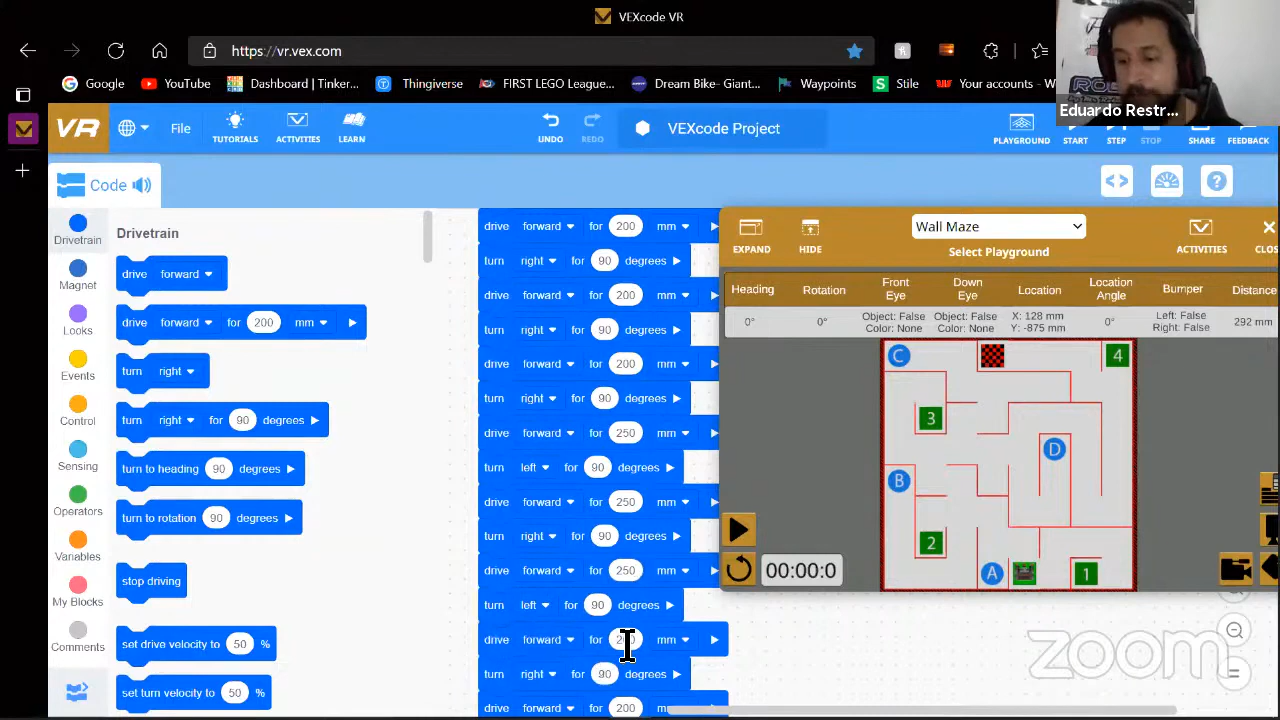 VEXcode VR
https://vr.vex.com
Google
YouTube
Dashboard | Tinker...
Thingiverse
FIRST LEGO League...
Dream Bike- Giant...
Waypoints
Stile
Your accounts - W
Eduardo Restr...
VR
File
TUTORIALS
ACTIVITIES
LEARN
UNDO
REDO
VEXcode Project
PLAYGROUND
START
STEP
STOP
SHARE
FEEDBACK
Code
Drivetrain
Magnet
Looks
Events
Control
Sensing
Operators
Variables
My Blocks
Comments
Drivetrain
drive forward
drive forward for 200 mm
turn right
turn right for 90 degrees
turn to heading 90 degrees
turn to rotation 90 degrees
stop driving
set drive velocity to 50 %
set turn velocity to 50 %
drive forward for 200 mm
turn right for 90 degrees
drive forward for 200 mm
turn right for 90 degrees
drive forward for 200 mm
turn right for 90 degrees
drive forward for 250 mm
turn left for 90 degrees
drive forward for 250 mm
turn right for 90 degrees
drive forward for 250 mm
turn left for 90 degrees
drive forward for mm
turn right for 90 degrees
drive forward for 200 mm
EXPAND
HIDE
Wall Maze
Select Playground
ACTIVITIES
CLO
Heading
Rotation
Front Eye
Down Eye
Location
Location Angle
Bumper
Distance
0°
0°
Object: False
Color: None
Object: False
Color: None
X: 128 mm
Y: -875 mm
0°
Left: False
Right: False
292 mm
C
4
3
D
B
2
A
1
00:00:0
zoom